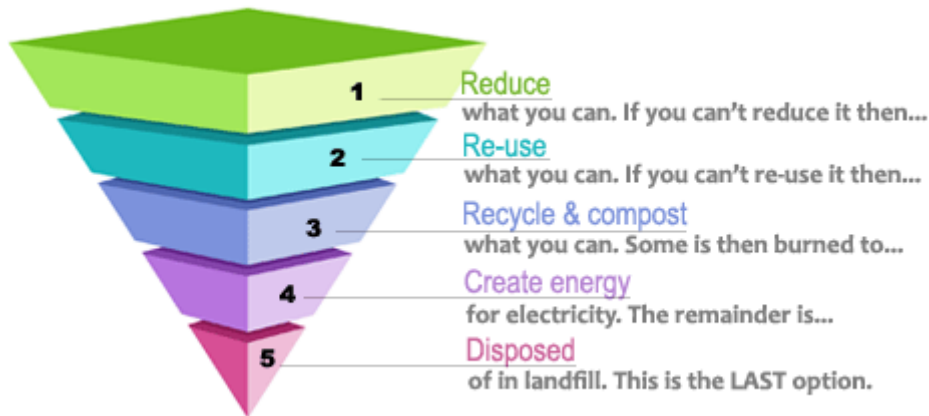 1 Reduce
what you can. If you can't reduce it then...
2 Re-use
what you can. If you can't re-use it then...
3 Recycle & compost
what you can. Some is then burned to...
4 Create energy
for electricity. The remainder is...
5 Disposed
of in landfill. This is the LAST option.